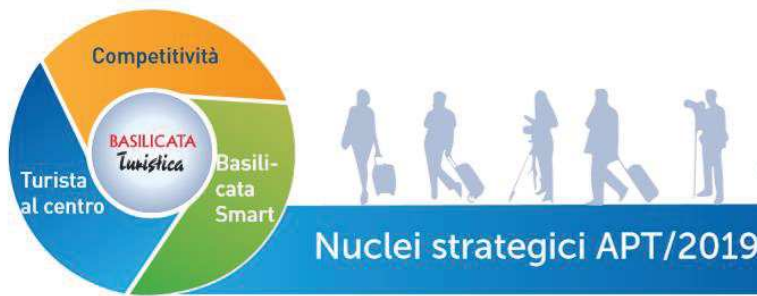 Competitività
BASILICATA
Turistica
Turista
al centro
Basili-
cata
Smart
Nuclei strategici APT/2019